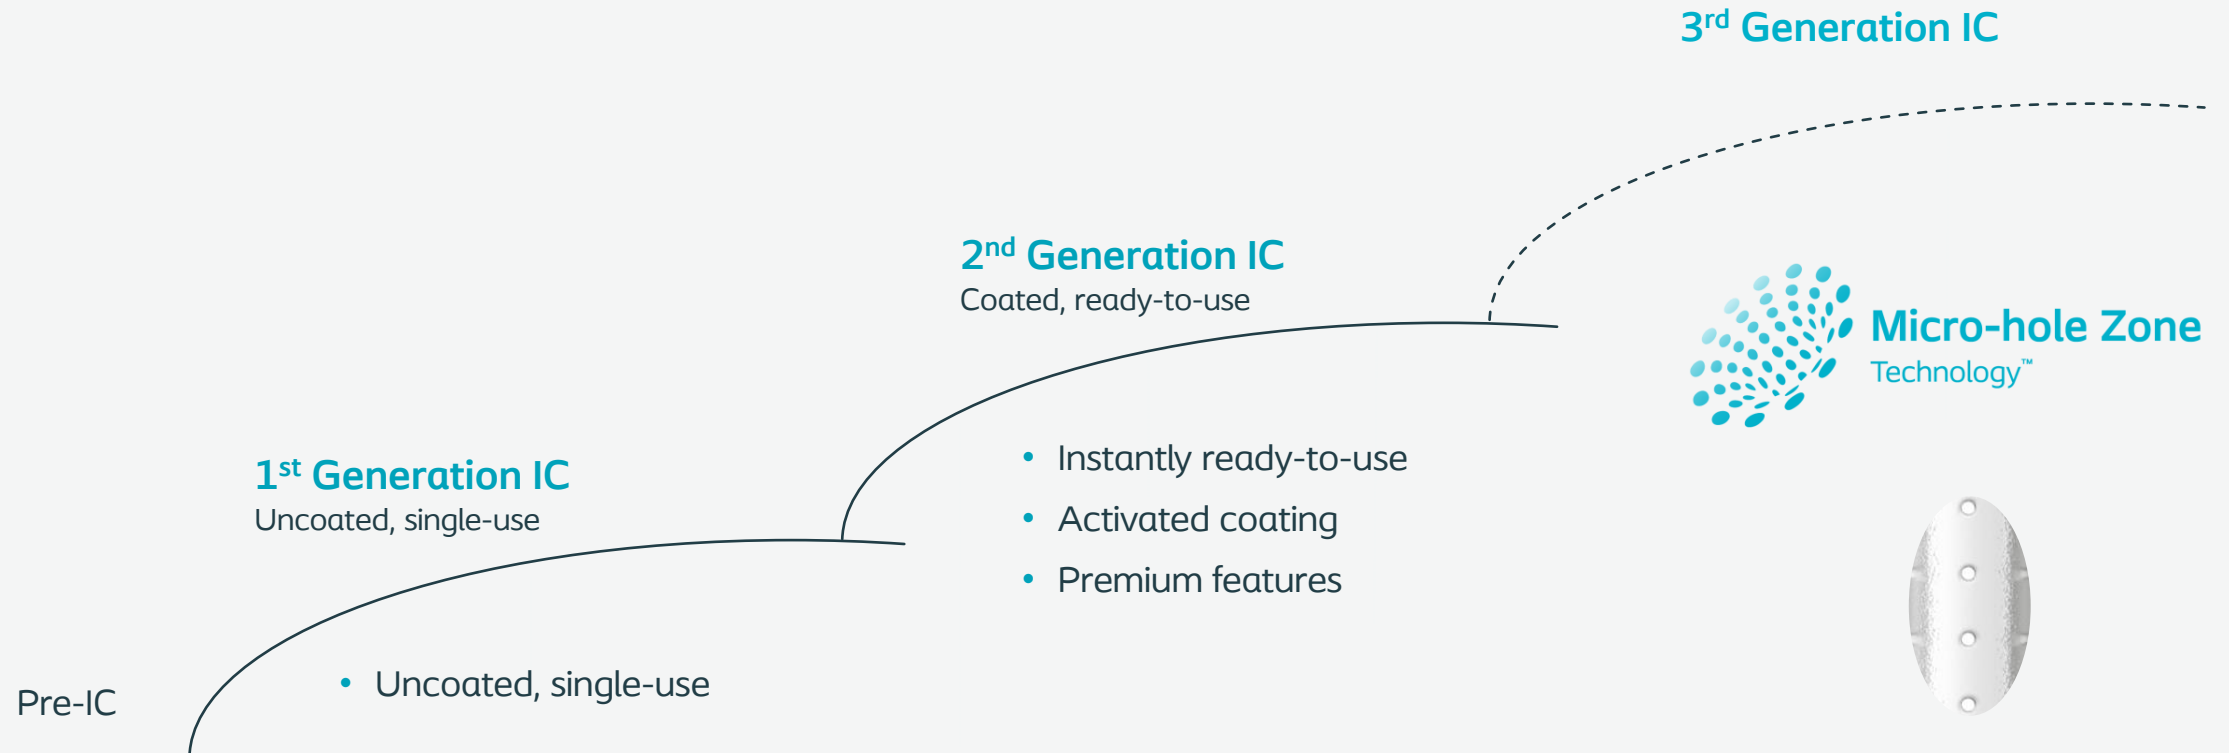 3rd Generation IC
2nd Generation IC
Coated, ready-to-use
Micro-hole Zone
Technology™
• Instantly ready-to-use
• Activated coating
• Premium features
1st Generation IC
Uncoated, single-use
• Uncoated, single-use
Pre-IC